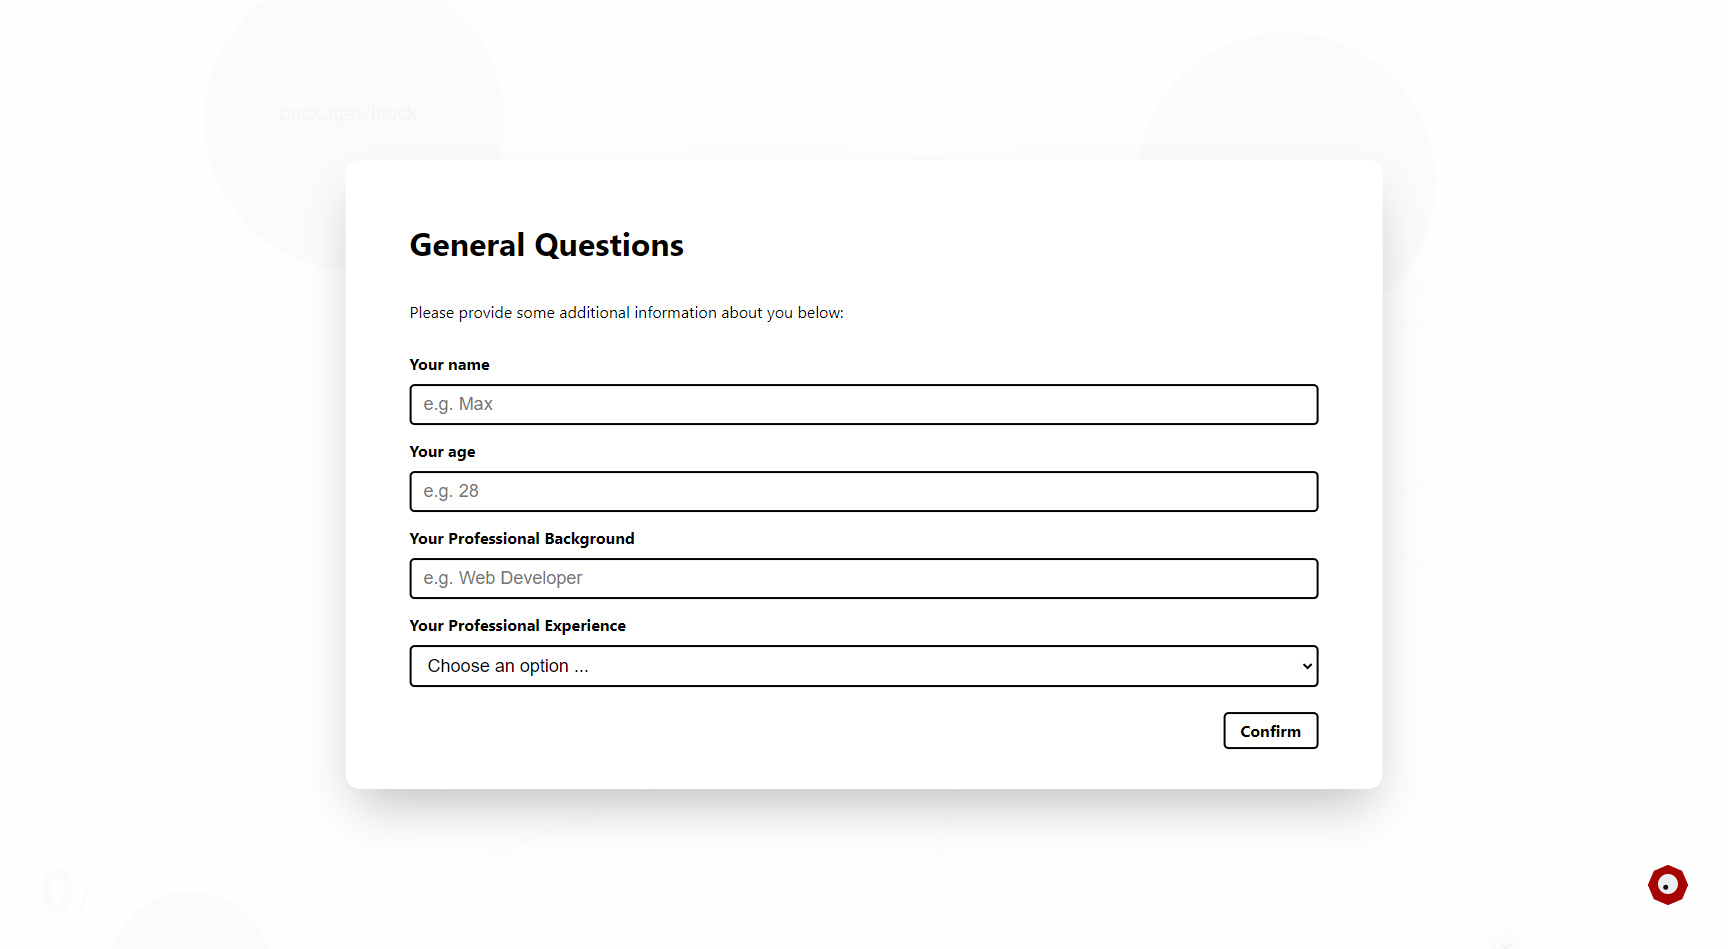 packages/block
General Questions
Please provide some additional information about you below:
Your name
e.g. Max
Your age
e.g. 28
Your Professional Background
e.g. Web Developer
Your Professional Experience
Choose an option ...
Confirm
0/3